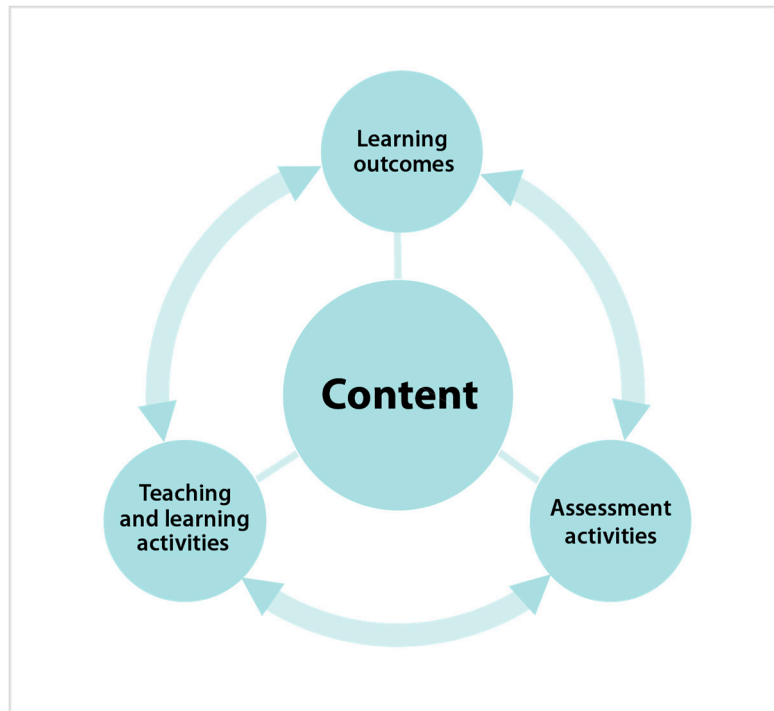 Learning
outcomes
Content
Teaching
and learning
activities
Assessment
activities